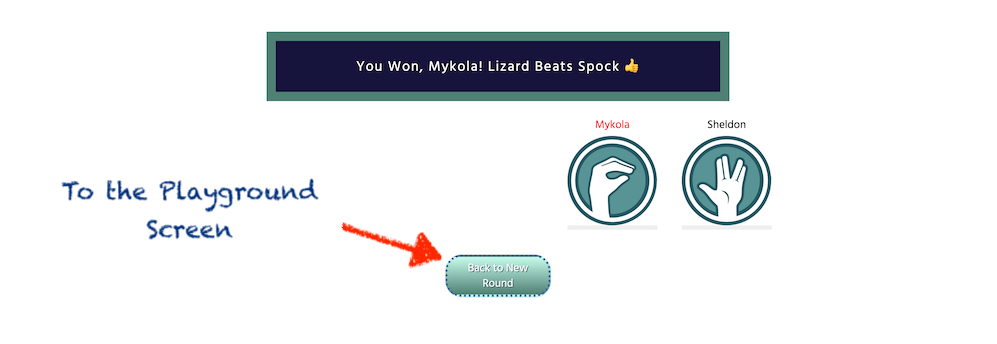 You Won, Mykola! Lizard Beats Spock 👍
Mykola
Sheldon
To the Playground
Screen
Back to New
Round